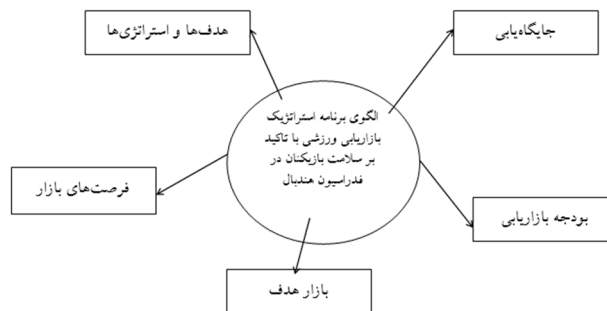 هدف‌ها و استراتژی‌ها
جایگاه‌یابی
الگوی برنامه استراتژیک
بازاریابی ورزشی با تاکید
بر سلامت بازیکنان در
فدراسیون هندبال
فرصت‌های بازار
بودجه بازاریابی
بازار هدف